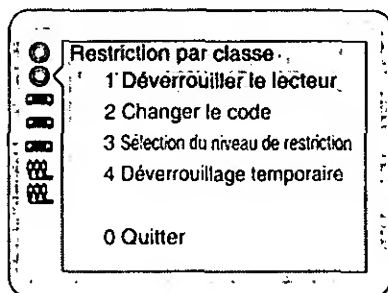 Restriction par classe
1 Déverrouiller le lecteur
2 Changer le code
3 Sélection du niveau de restriction
4 Déverrouillage temporaire
0 Quitter